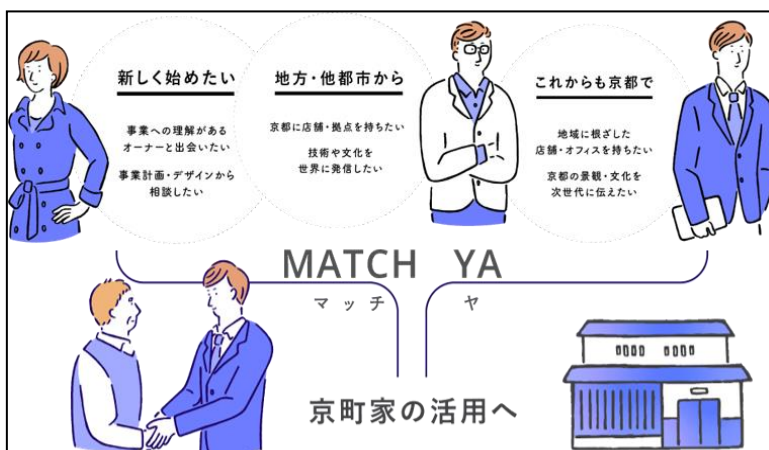 新しく始めたい
事業への理解がある
オーナーと出会いたい
事業計画・デザインから
相談したい
地方・他都市から
京都に店舗・拠点を持ちたい
技術や文化を
世界に発信したい
これからも京都で
地域に根ざした
店舗・オフィスを持ちたい
京都の景観・文化を
次世代に伝えたい
MATCH YA
マッチ ヤ
京町家の活用へ